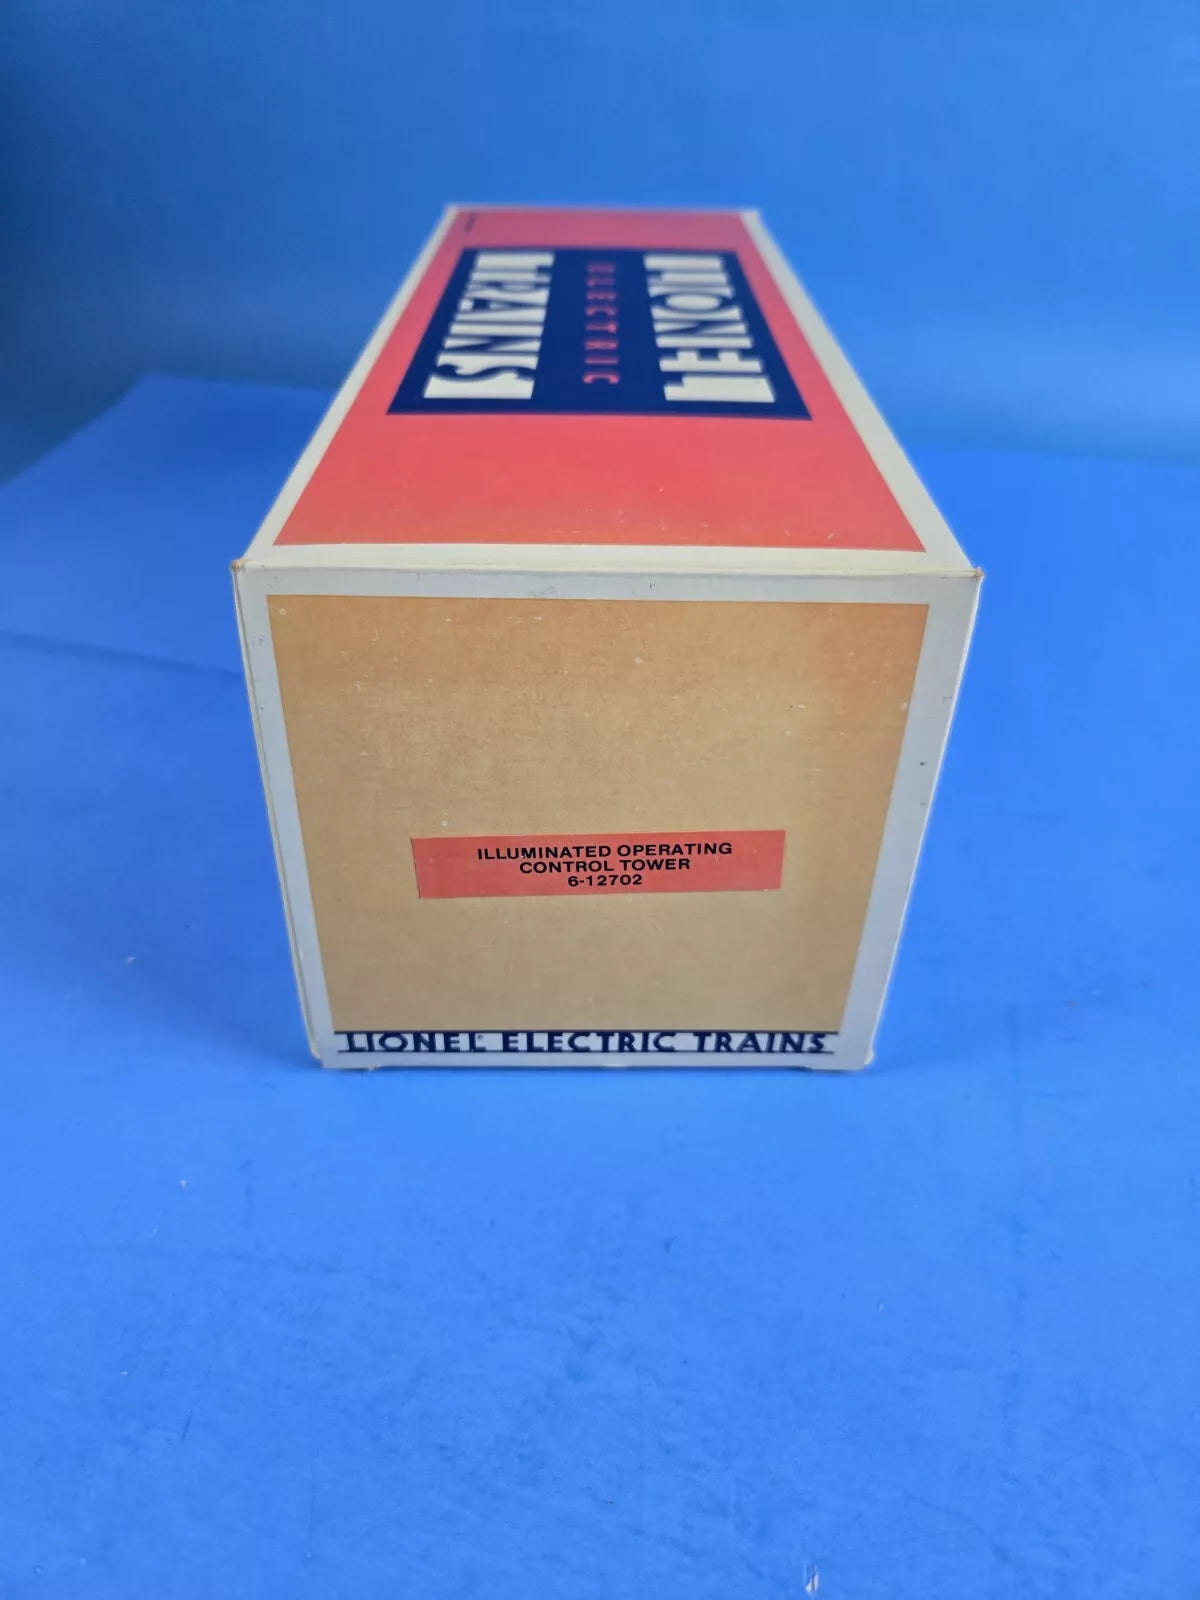 LIONEL
ELECTRIC
TRAINS
ILLUMINATED OPERATING
CONTROL TOWER
6-12702
LIONEL® ELECTRIC TRAINS